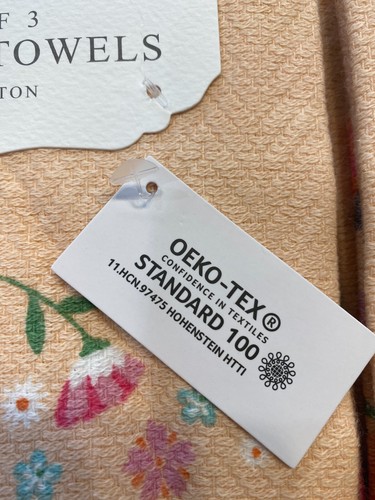 F 3
TOWELS
TON
OEKO-TEX®
CONFIDENCE IN TEXTILES
STANDARD 100
11.HCN.97475 HOHENSTEIN HTTI